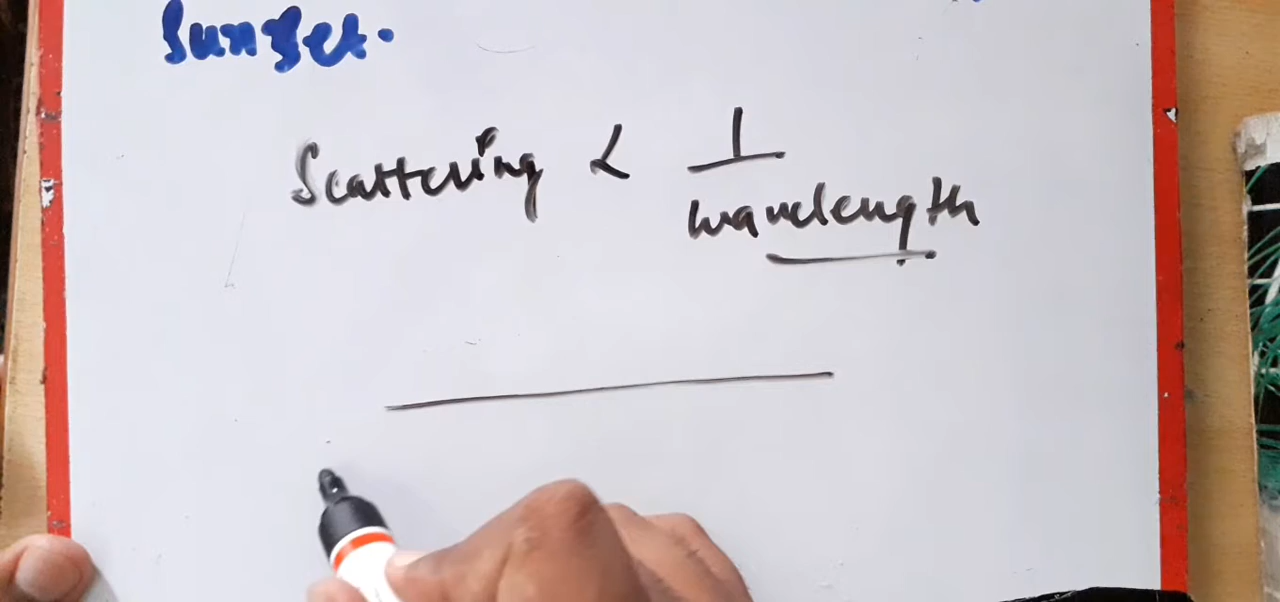 Sunset.
Scattering ∝ 1
wavelength